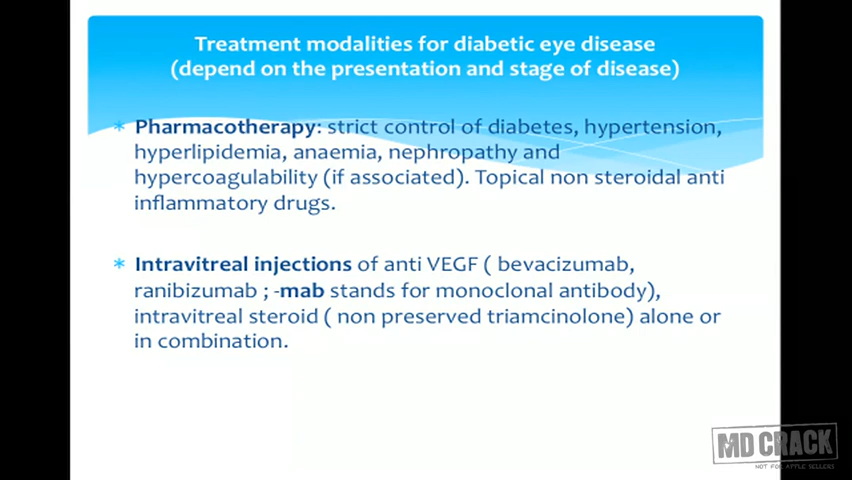 Treatment modalities for diabetic eye disease
(depend on the presentation and stage of disease)
* Pharmacotherapy: strict control of diabetes, hypertension,
hyperlipidemia, anaemia, nephropathy and
hypercoagulability (if associated). Topical non steroidal anti
inflammatory drugs.
* Intravitreal injections of anti VEGF ( bevacizumab,
ranibizumab ; -mab stands for monoclonal antibody),
intravitreal steroid ( non preserved triamcinolone) alone or
in combination.
MD CRACK
NOT FOR APPLE SELLERS